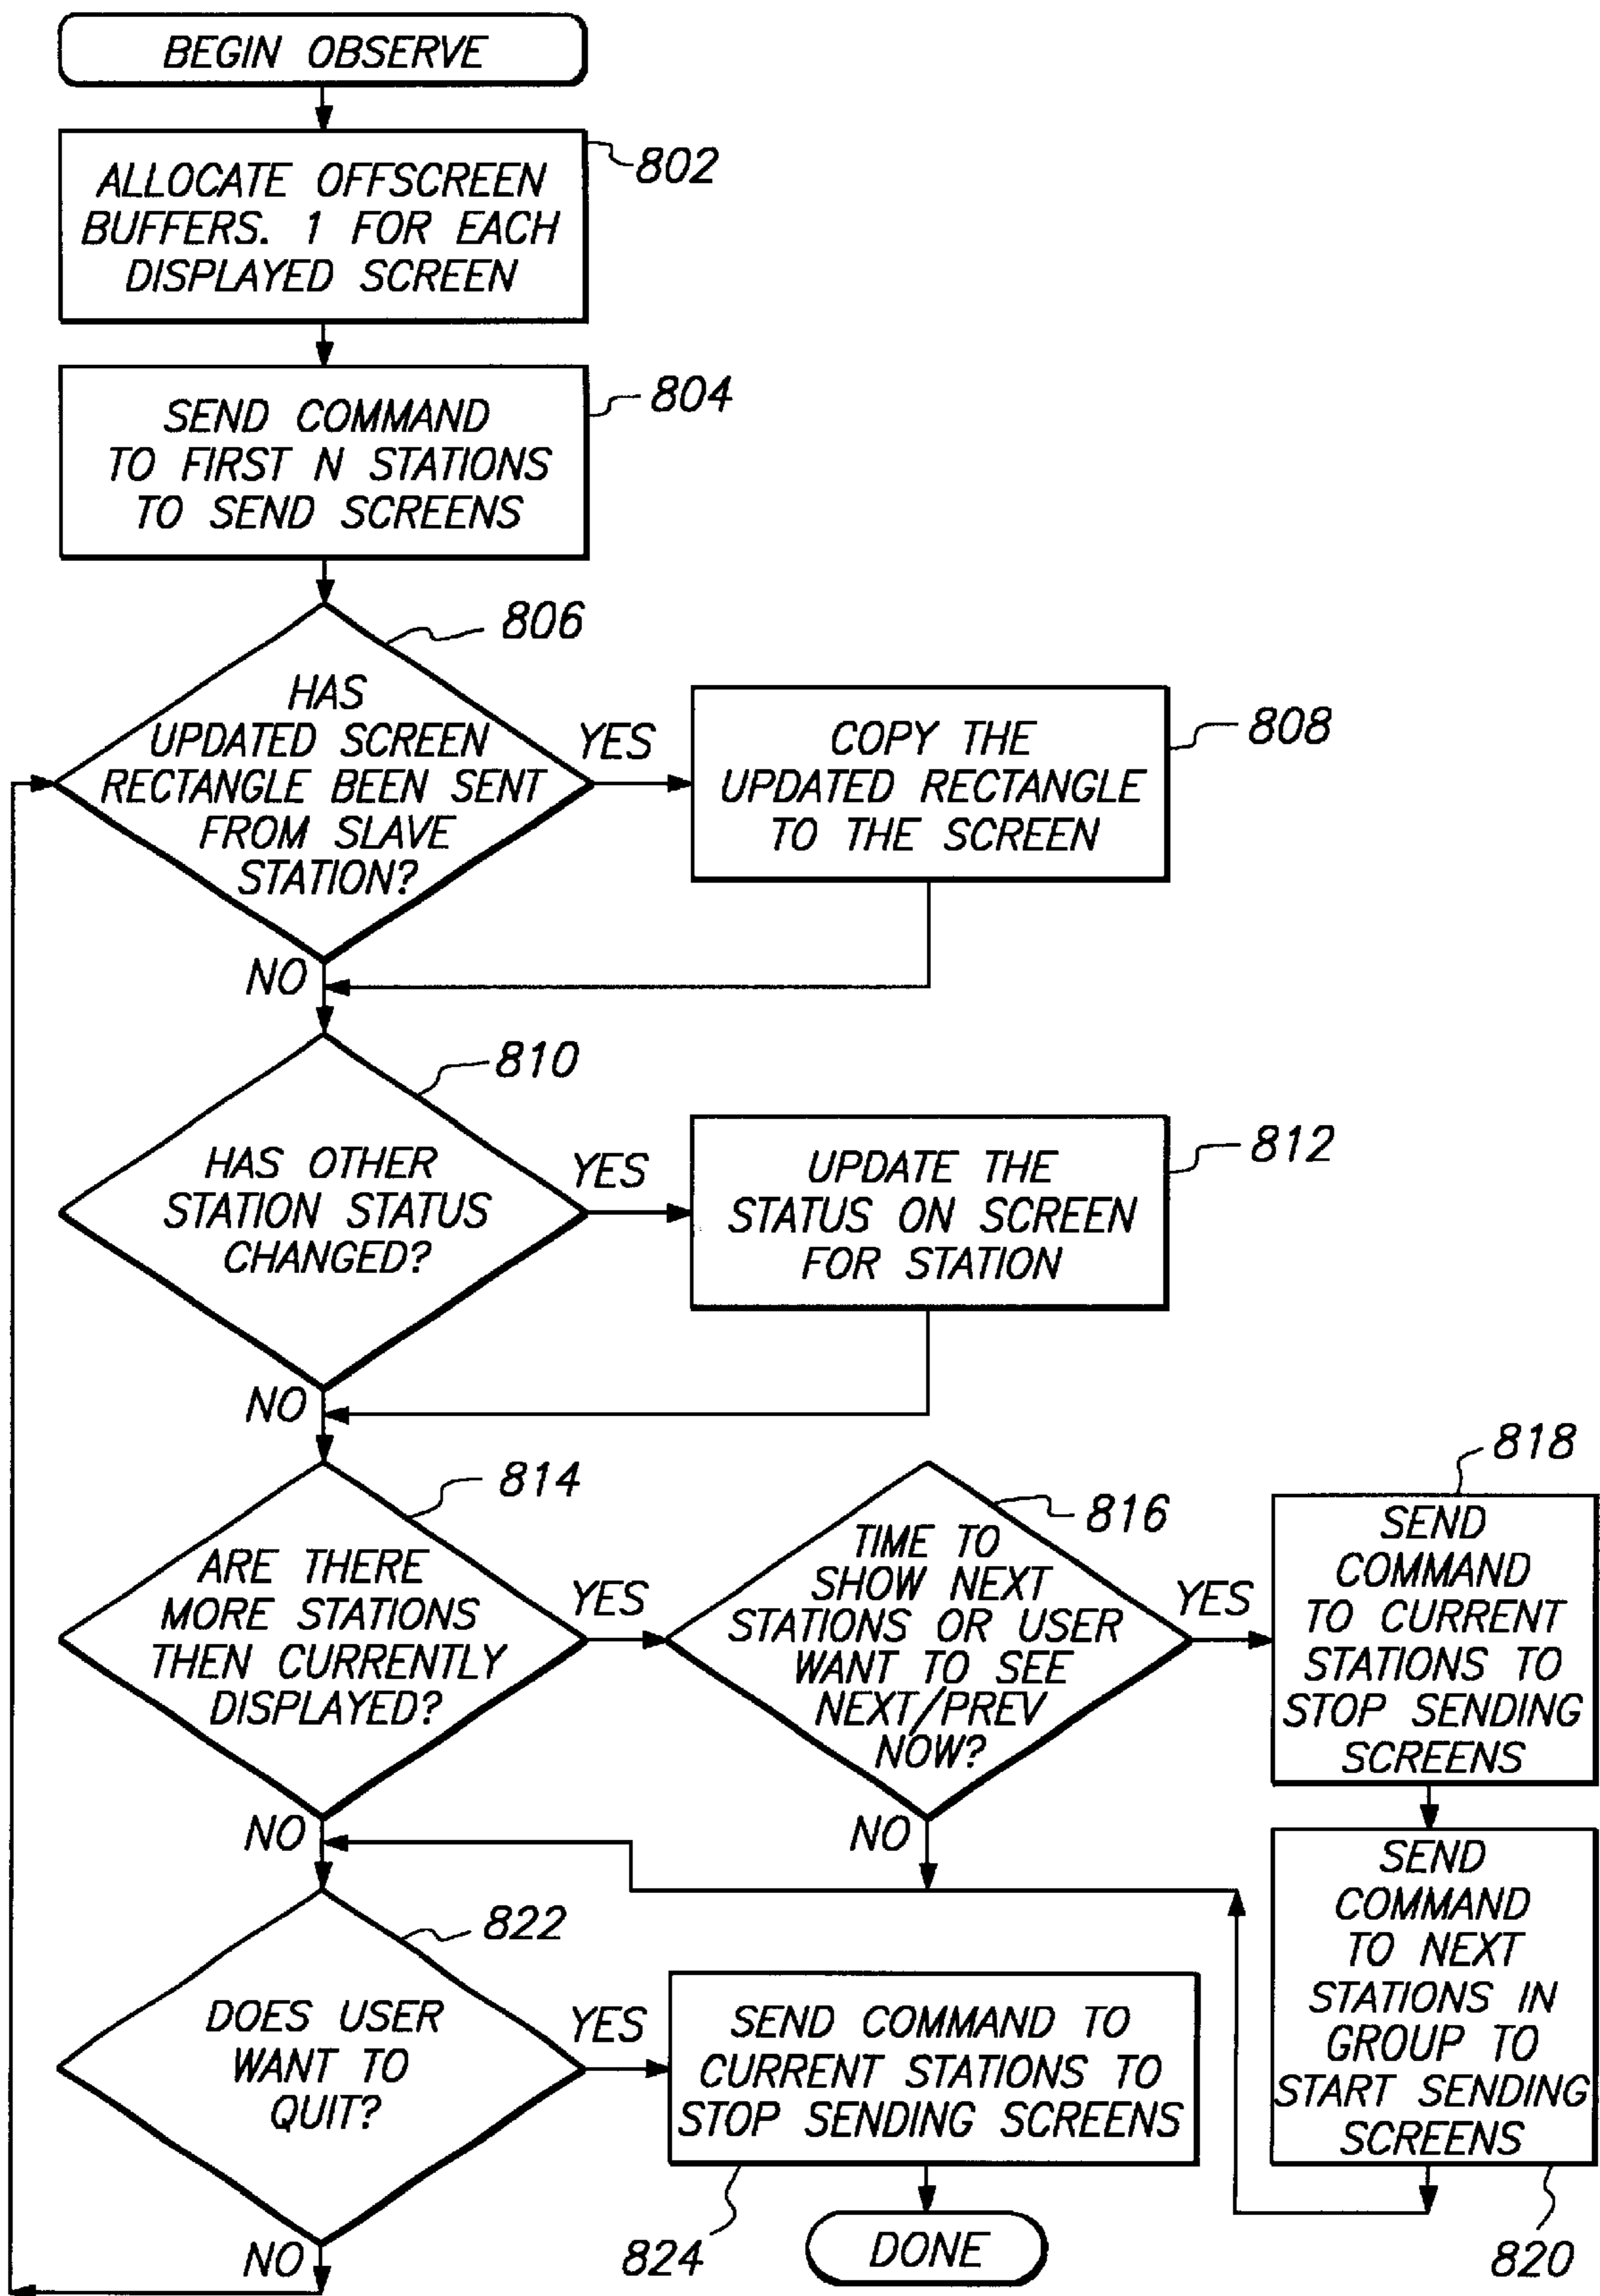 BEGIN OBSERVE
802
ALLOCATE OFFSCREEN
BUFFERS. 1 FOR EACH
DISPLAYED SCREEN
804
SEND COMMAND
TO FIRST N STATIONS
TO SEND SCREENS
806
HAS
UPDATED SCREEN
RECTANGLE BEEN SENT
FROM SLAVE
STATION?
YES
808
COPY THE
UPDATED RECTANGLE
TO THE SCREEN
NO
810
HAS OTHER
STATION STATUS
CHANGED?
YES
812
UPDATE THE
STATUS ON SCREEN
FOR STATION
NO
814
ARE THERE
MORE STATIONS
THEN CURRENTLY
DISPLAYED?
YES
816
TIME TO
SHOW NEXT
STATIONS OR USER
WANT TO SEE
NEXT/PREV
NOW?
YES
818
SEND
COMMAND
TO CURRENT
STATIONS TO
STOP SENDING
SCREENS
NO
NO
SEND
COMMAND
TO NEXT
STATIONS IN
GROUP TO
START SENDING
SCREENS
820
822
DOES USER
WANT TO
QUIT?
YES
SEND COMMAND TO
CURRENT STATIONS TO
STOP SENDING SCREENS
824
NO
DONE